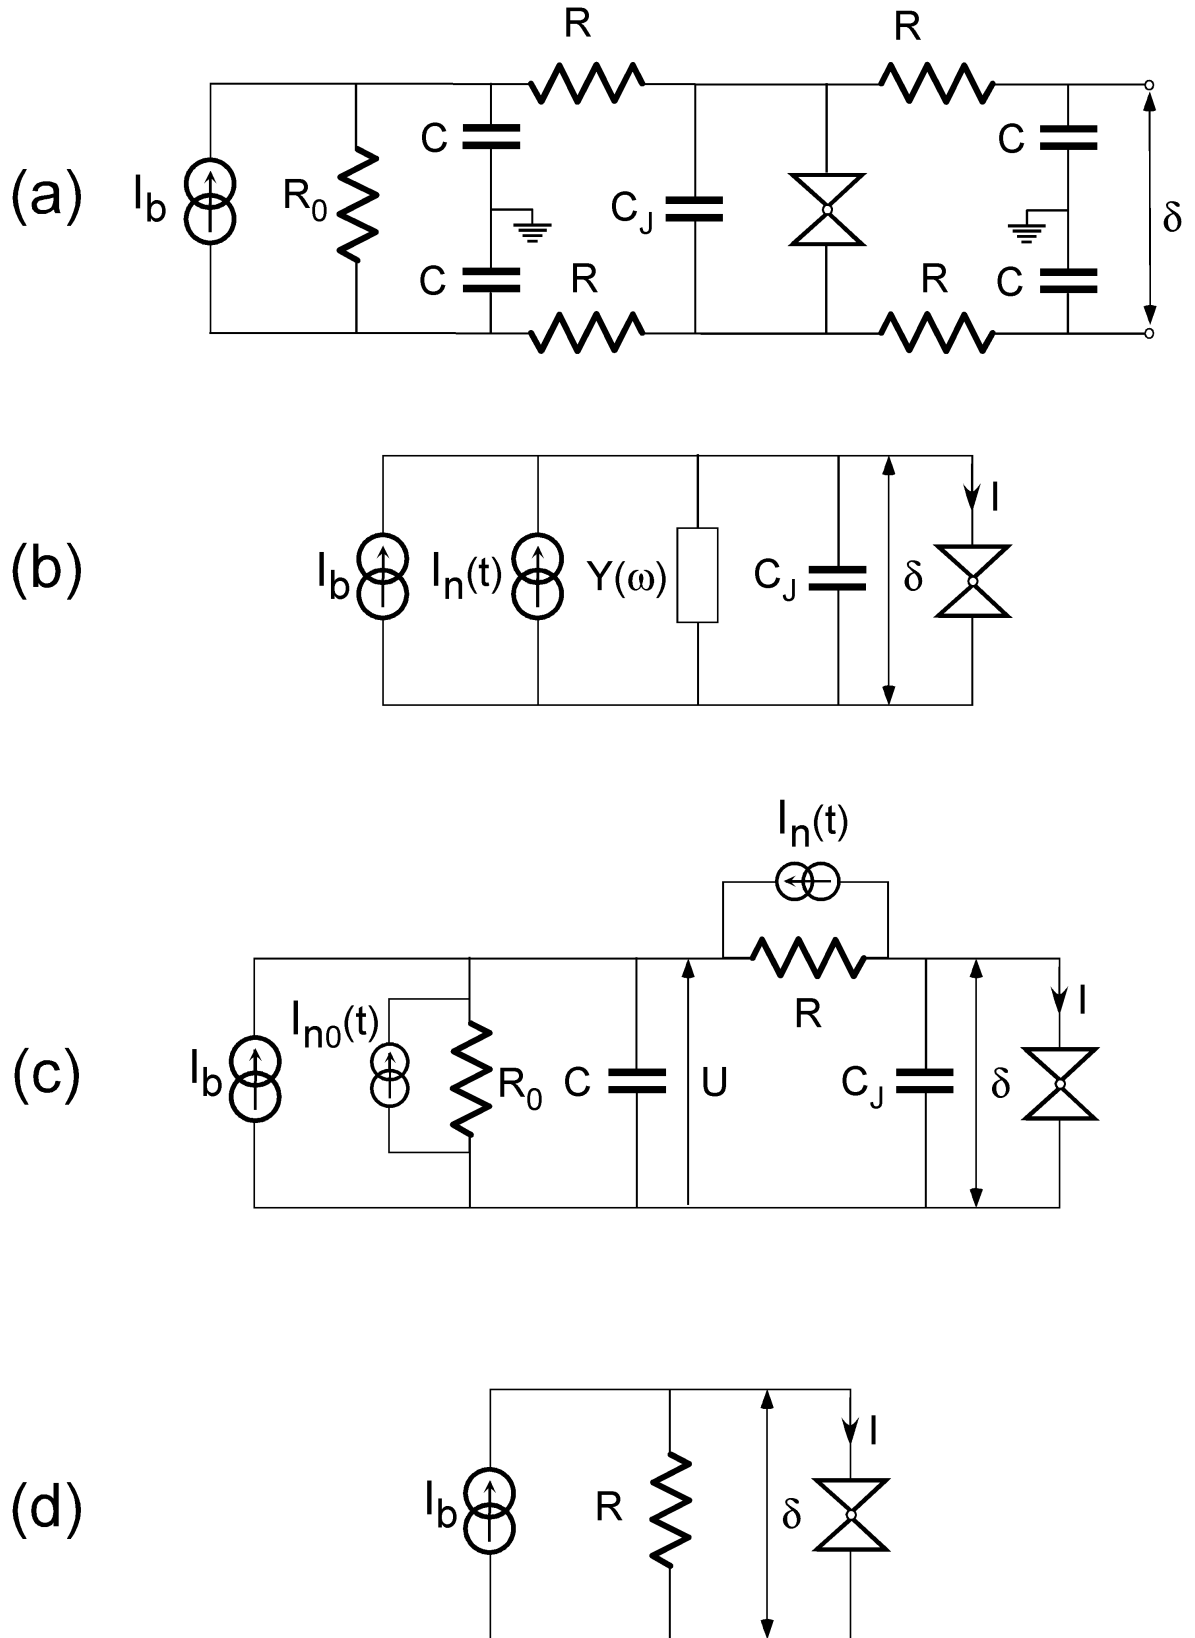 R R
C C
(a) I_b R_0 C_J δ
C R R C
(b) I_b I_n(t) Y(ω) C_J δ I
I_n(t)
R
(c) I_b I_n0(t) R_0 C U C_J δ I
(d) I_b R δ I